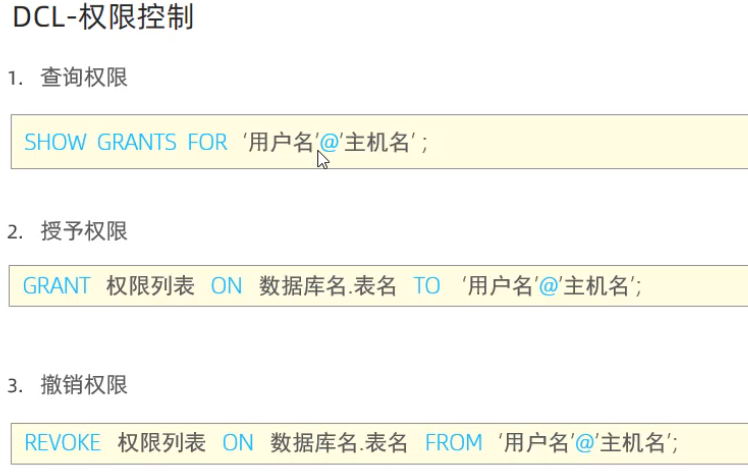 DCL-权限控制
1. 查询权限
SHOW GRANTS FOR '用户名'@'主机名' ;
2. 授予权限
GRANT 权限列表 ON 数据库名.表名 TO '用户名'@'主机名';
3. 撤销权限
REVOKE 权限列表 ON 数据库名.表名 FROM '用户名'@'主机名';